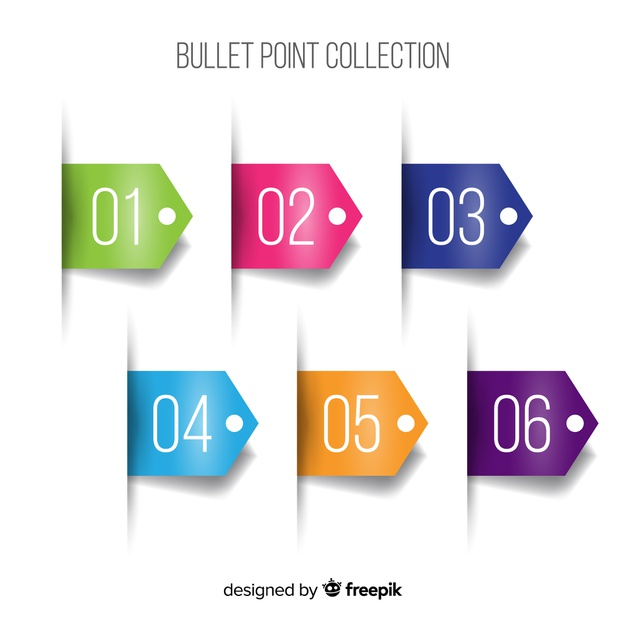 BULLET POINT COLLECTION
01 02 03
04 05 06
designed by freepik